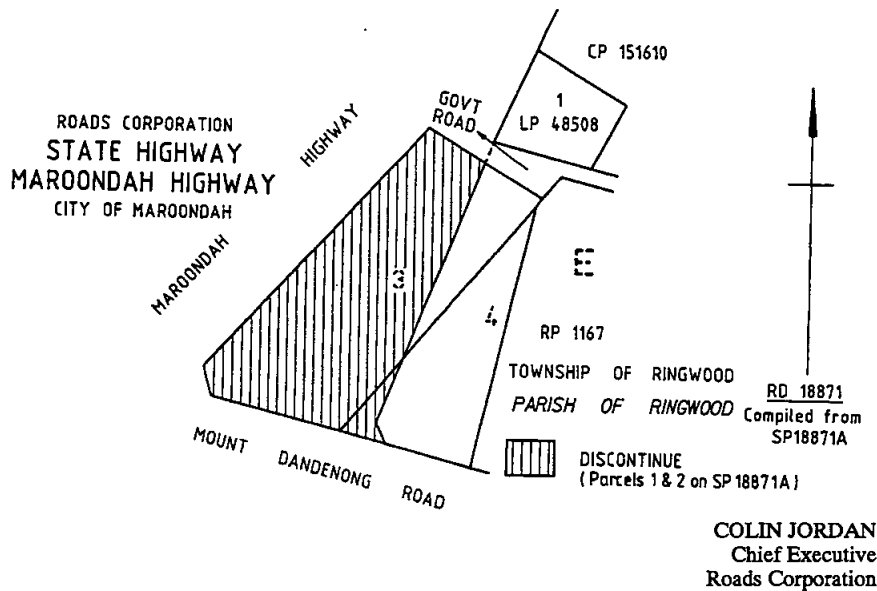 CP 151610
1
LP 48508
GOVT
ROAD
ROADS CORPORATION
STATE HIGHWAY
MAROONDAH HIGHWAY
CITY OF MAROONDAH
MAROONDAH HIGHWAY
3
4
E
RP 1167
TOWNSHIP OF RINGWOOD
PARISH OF RINGWOOD
RD 18871
Compiled from
SP18871A
MOUNT DANDENONG ROAD
DISCONTINUE
(Parcels 1 & 2 on SP 18871A)
COLIN JORDAN
Chief Executive
Roads Corporation